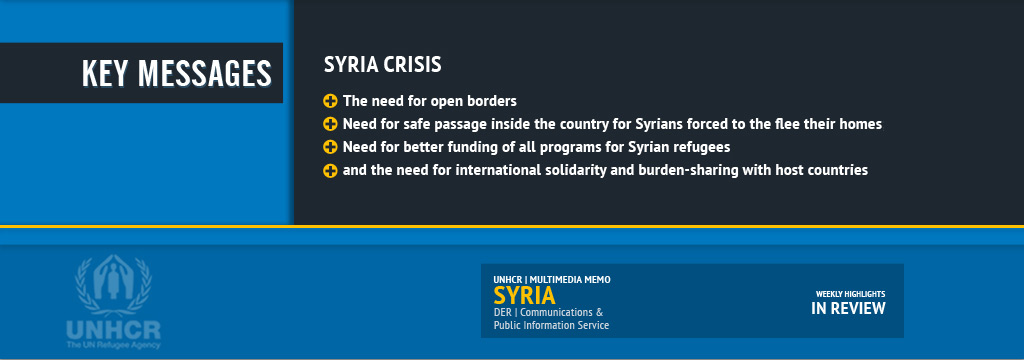 KEY MESSAGES
SYRIA CRISIS
The need for open borders
Need for safe passage inside the country for Syrians forced to the flee their homes
Need for better funding of all programs for Syrian refugees
and the need for international solidarity and burden-sharing with host countries
UNHCR
The UN Refugee Agency
UNHCR | MULTIMEDIA MEMO
SYRIA
DER | Communications &
Public Information Service
WEEKLY HIGHLIGHTS
IN REVIEW